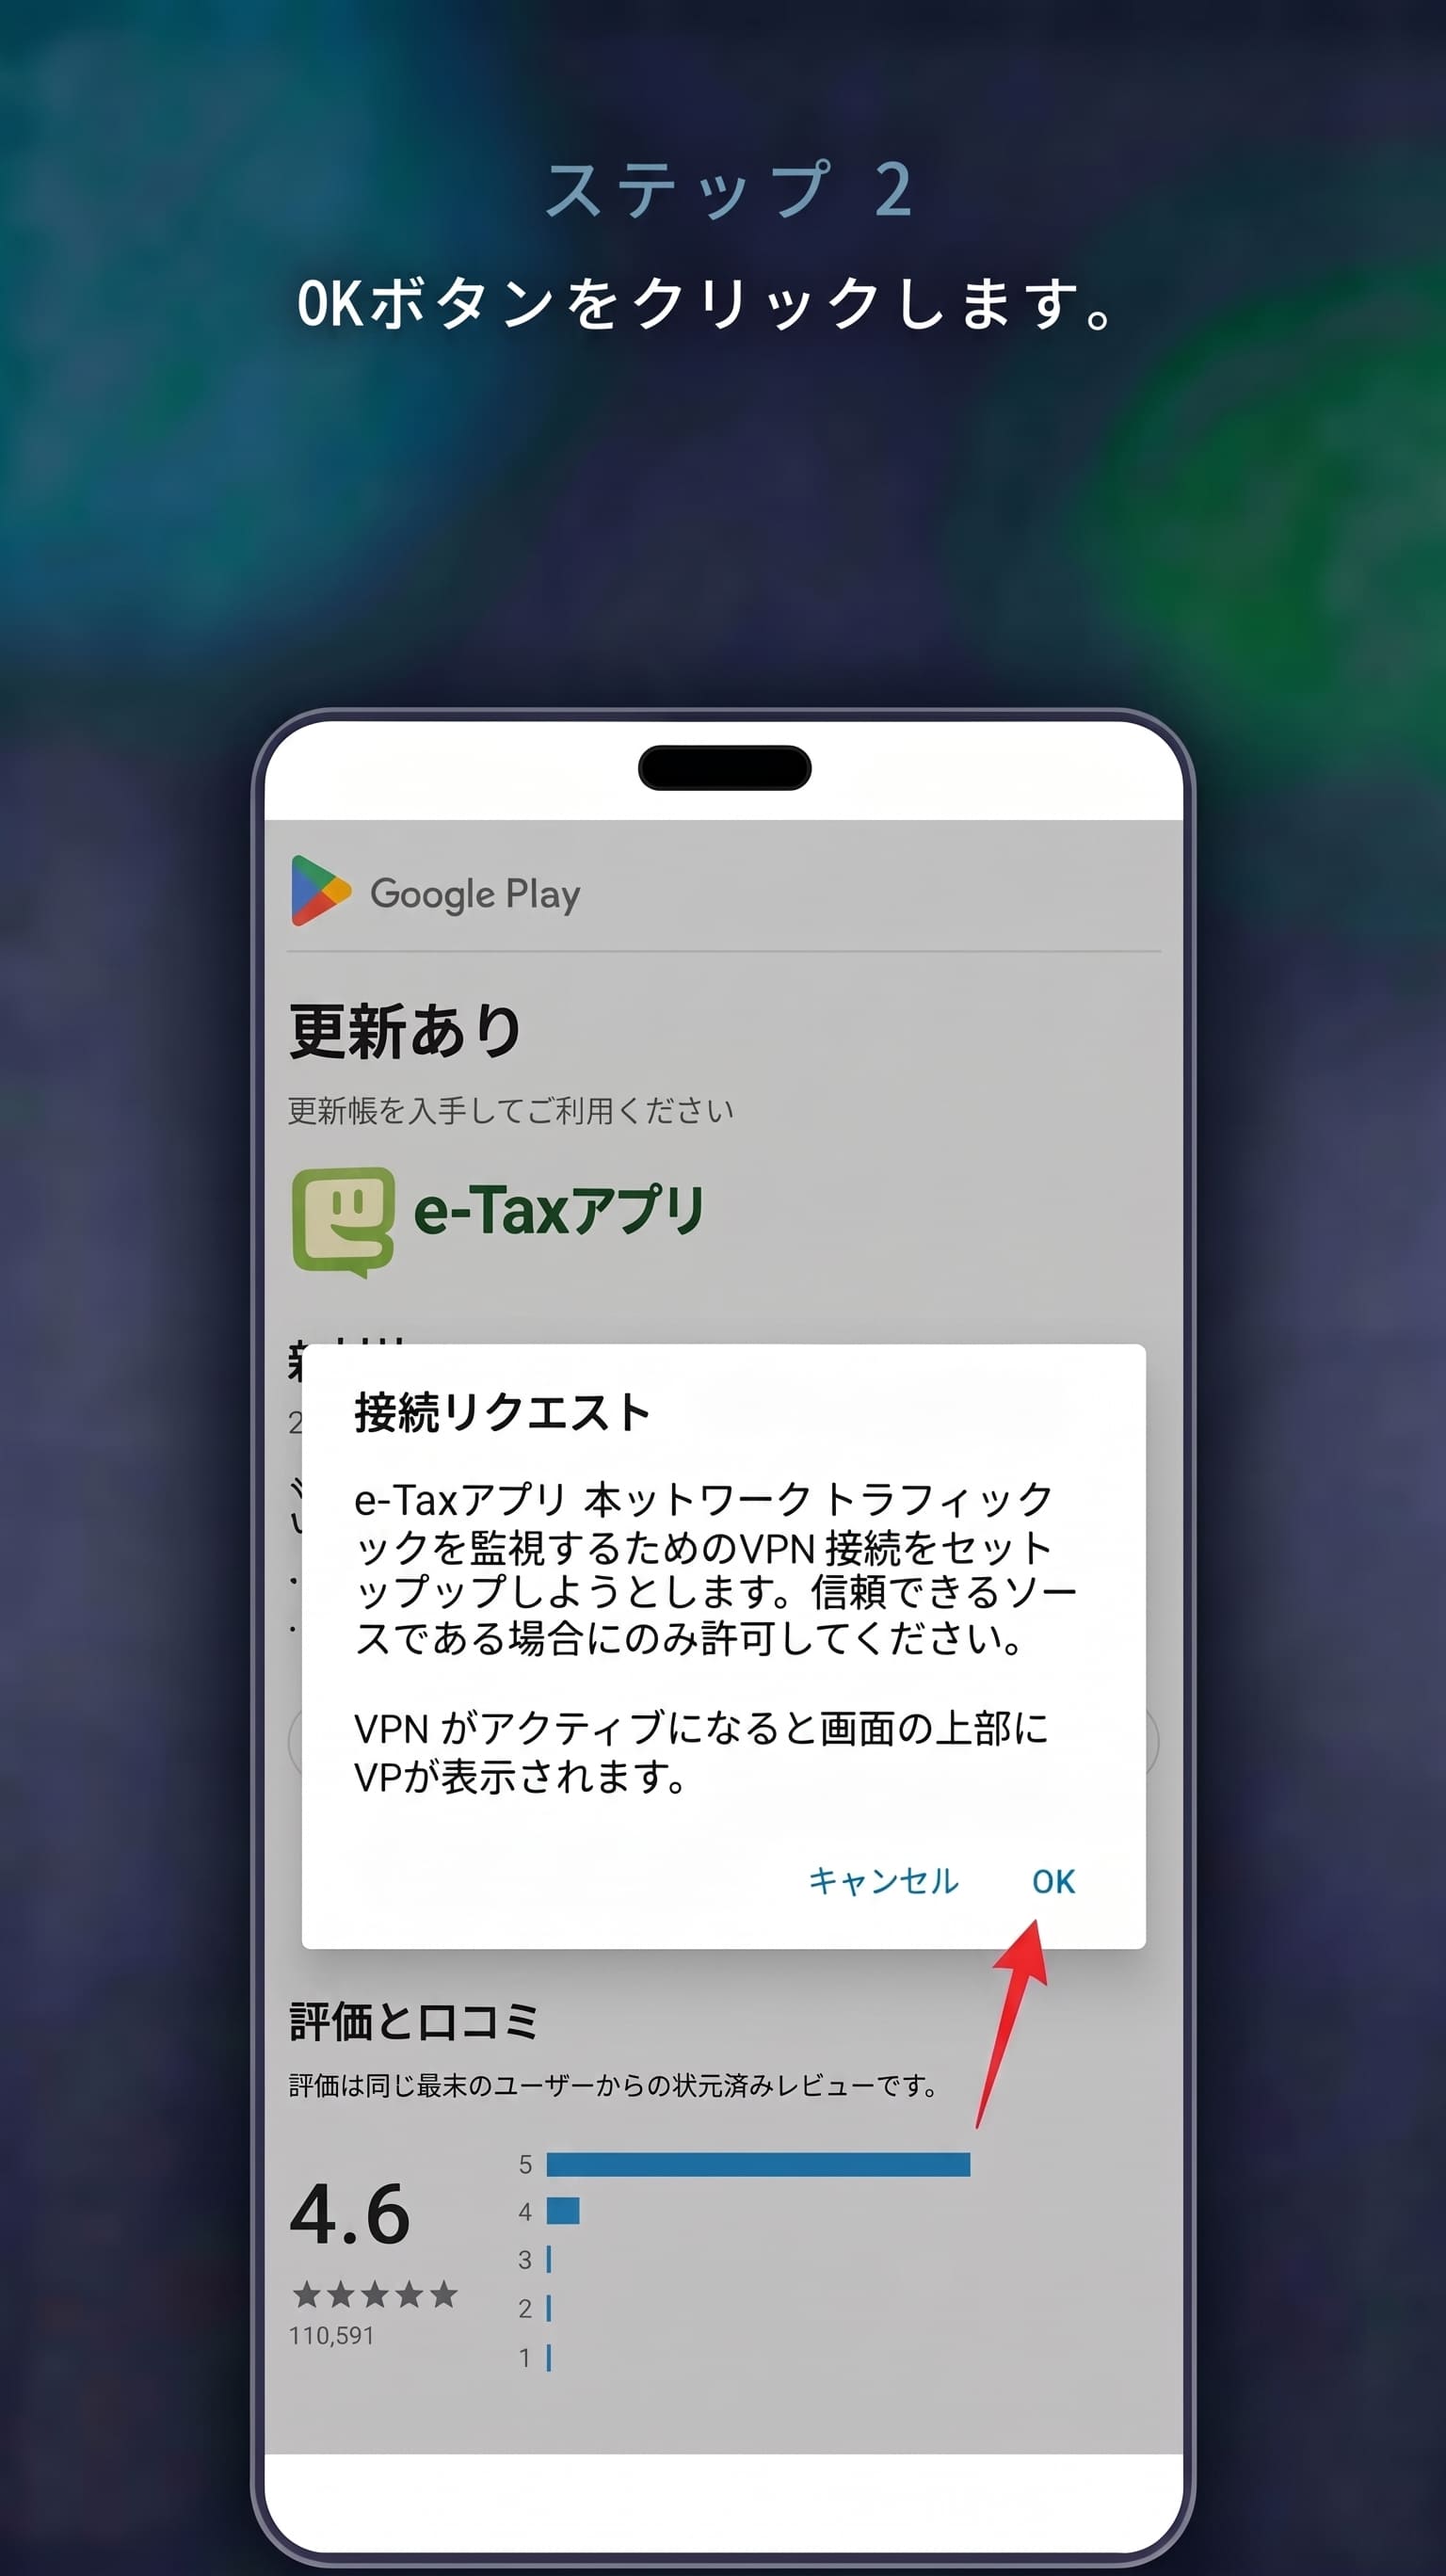 ステップ 2
OKボタンをクリックします。
Google Play
更新あり
更新帳を入手してご利用ください
e-Taxアプリ
接続リクエスト
e-Taxアプリ 本ットワークトラフィック
ックを監視するためのVPN 接続をセット
ップップしようとします。信頼できるソー
スである場合にのみ許可してください。
VPN がアクティブになると画面の上部に
VPが表示されます。
キャンセル OK
評価と口コミ
評価は同じ最末のユーザーからの状元済みレビューです。
5
4
4.6
3
2
110,591
1